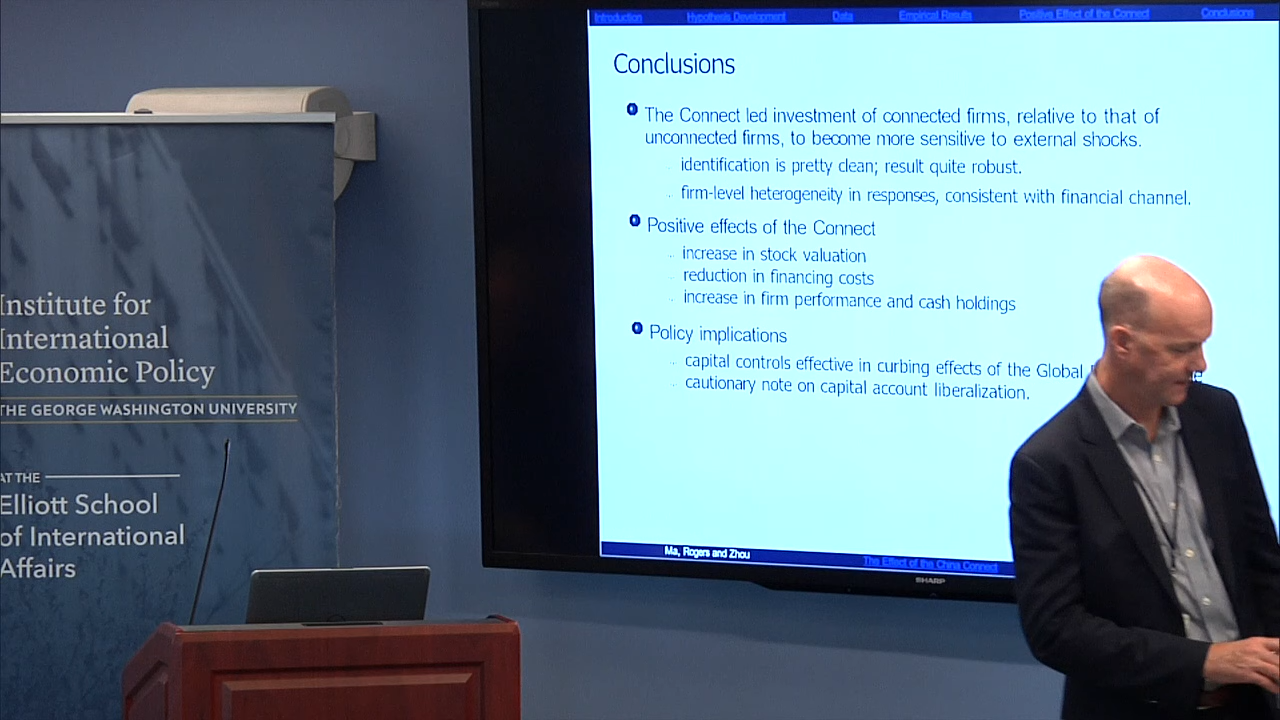 Introduction Hypothesis Development Data Empirical Results Positive Effect of the Connect Conclusions
Conclusions
The Connect led investment of connected firms, relative to that of
unconnected firms, to become more sensitive to external shocks.
identification is pretty clean; result quite robust.
firm-level heterogeneity in responses, consistent with financial channel.
Positive effects of the Connect
increase in stock valuation
reduction in financing costs
increase in firm performance and cash holdings
Policy implications
capital controls effective in curbing effects of the Global
cautionary note on capital account liberalization.
Ma, Rogers and Zhou The Effect of the China Connect
SHARP
Institute for
International
Economic Policy
THE GEORGE WASHINGTON UNIVERSITY
AT THE
Elliott School
of International
Affairs